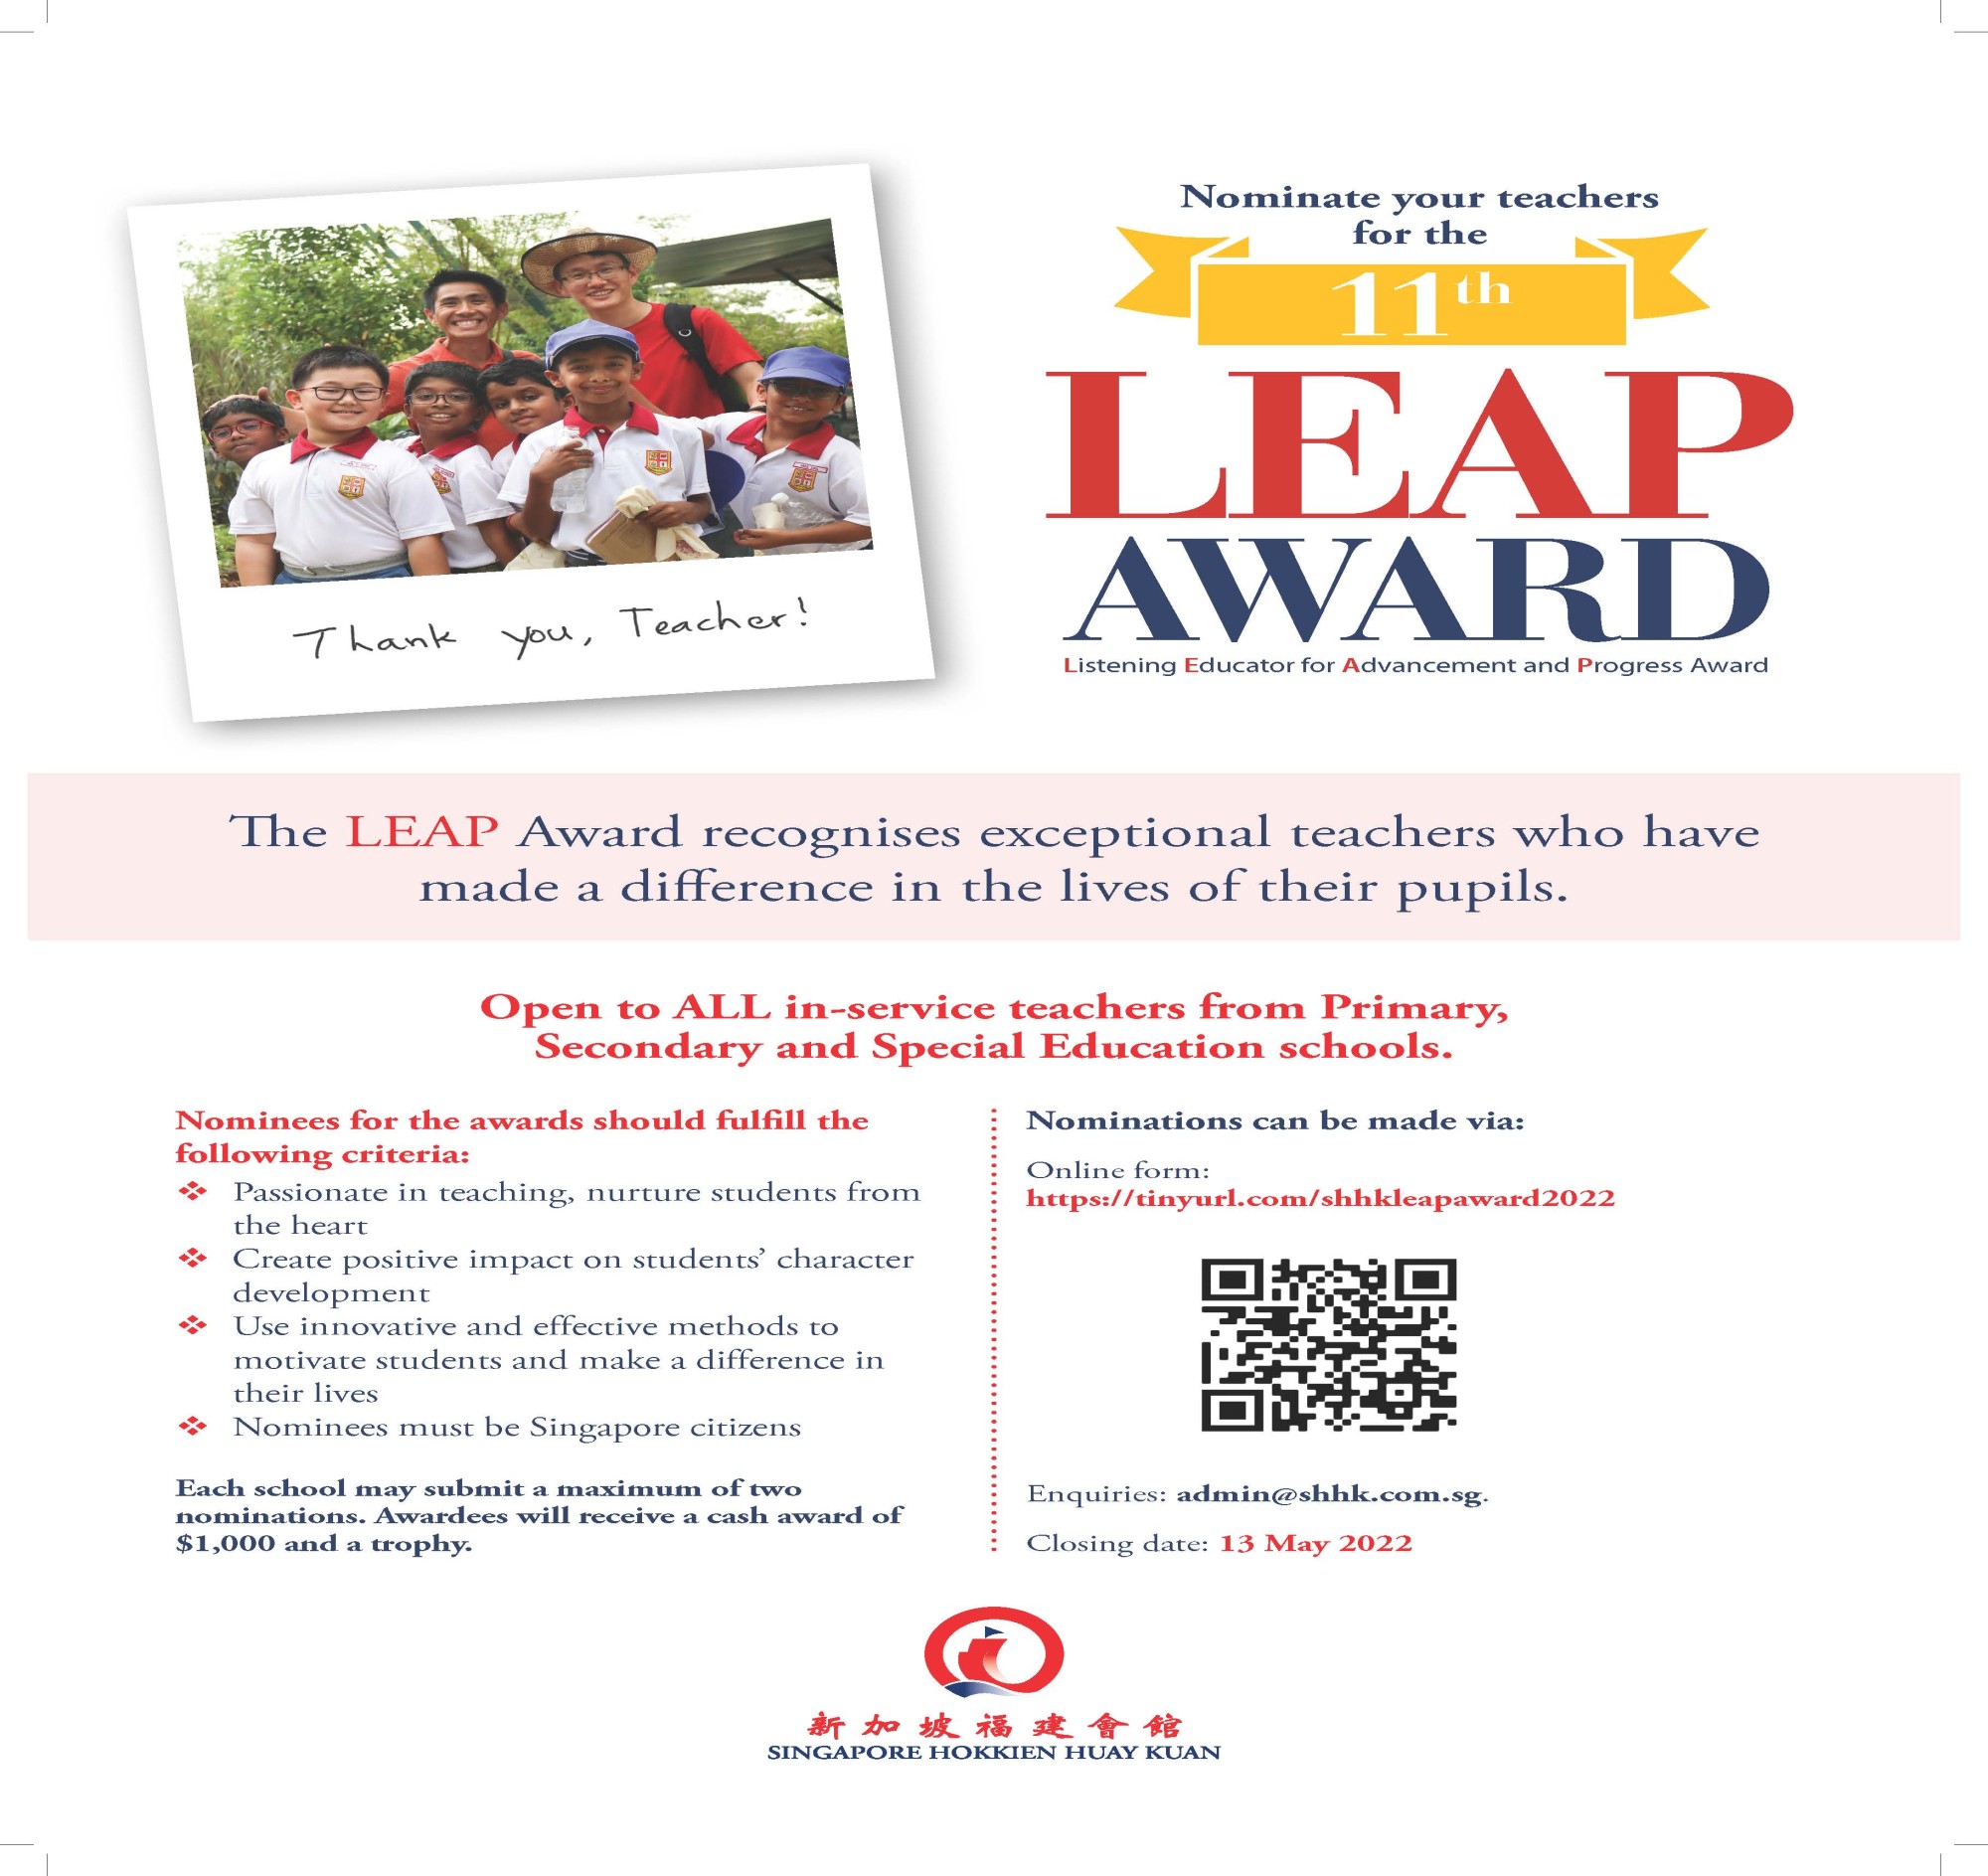 Thank you, Teacher!
Nominate your teachers
for the
11th
LEAP
AWARD
Listening Educator for Advancement and Progress Award
The LEAP Award recognises exceptional teachers who have
made a difference in the lives of their pupils.
Open to ALL in-service teachers from Primary,
Secondary and Special Education schools.
Nominees for the awards should fulfill the
following criteria:
❖ Passionate in teaching, nurture students from
the heart
❖ Create positive impact on students’ character
development
❖ Use innovative and effective methods to
motivate students and make a difference in
their lives
❖ Nominees must be Singapore citizens
Each school may submit a maximum of two
nominations. Awardees will receive a cash award of
$1,000 and a trophy.
Nominations can be made via:
Online form:
https://tinyurl.com/shhkleapaward2022
Enquiries: admin@shhk.com.sg.
Closing date: 13 May 2022
新加坡福建會館
SINGAPORE HOKKIEN HUAY KUAN